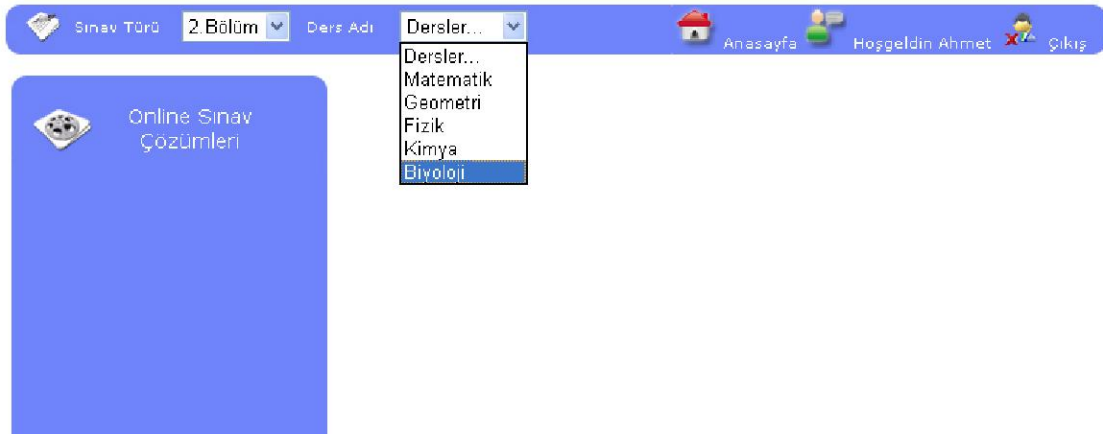 Sınav Türü 2.Bölüm Ders Adı Dersler... Anasayfa Hoşgeldin Ahmet Çıkış
Dersler...
Matematik
Geometri
Fizik
Kimya
Biyoloji
Online Sınav
Çözümleri